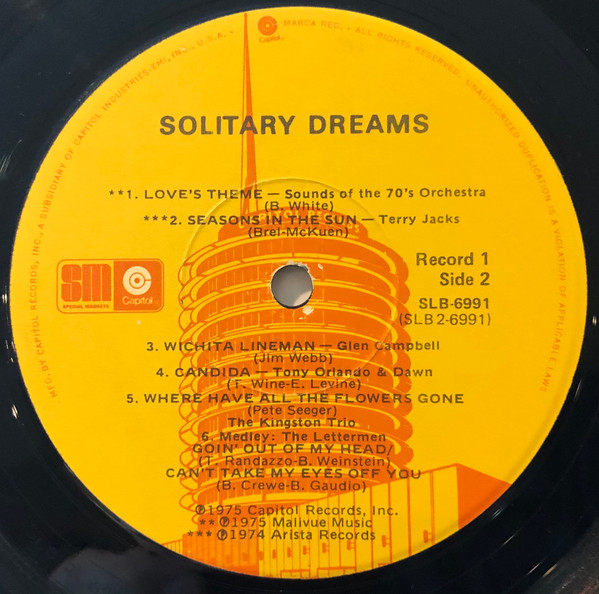 MFD. BY CAPITOL RECORDS, INC., A SUBSIDIARY OF CAPITOL INDUSTRIES-EMI, INC., U.S.A. • MARCA REG. • ALL RIGHTS RESERVED. UNAUTHORIZED DUPLICATION IS A VIOLATION OF APPLICABLE LAWS
Capitol
SOLITARY DREAMS
**1. LOVE'S THEME — Sounds of the 70's Orchestra
(B. White)
***2. SEASONS IN THE SUN — Terry Jacks
(Brel-McKuen)
Record 1
Side 2
sm
SPECIAL MARKETS
Capitol
SLB-6991
(SLB2-6991)
3. WICHITA LINEMAN — Glen Campbell
(Jim Webb)
4. CANDIDA — Tony Orlando & Dawn
(T. Wine-E. Levine)
5. WHERE HAVE ALL THE FLOWERS GONE
(Pete Seeger)
The Kingston Trio
6. Medley: The Lettermen
GOIN' OUT OF MY HEAD/
(T. Randazzo-B. Weinstein)
CAN'T TAKE MY EYES OFF YOU
(B. Crewe-B. Gaudio)
℗1975 Capitol Records, Inc.
** ℗1975 Malivue Music
*** ℗1974 Arista Records